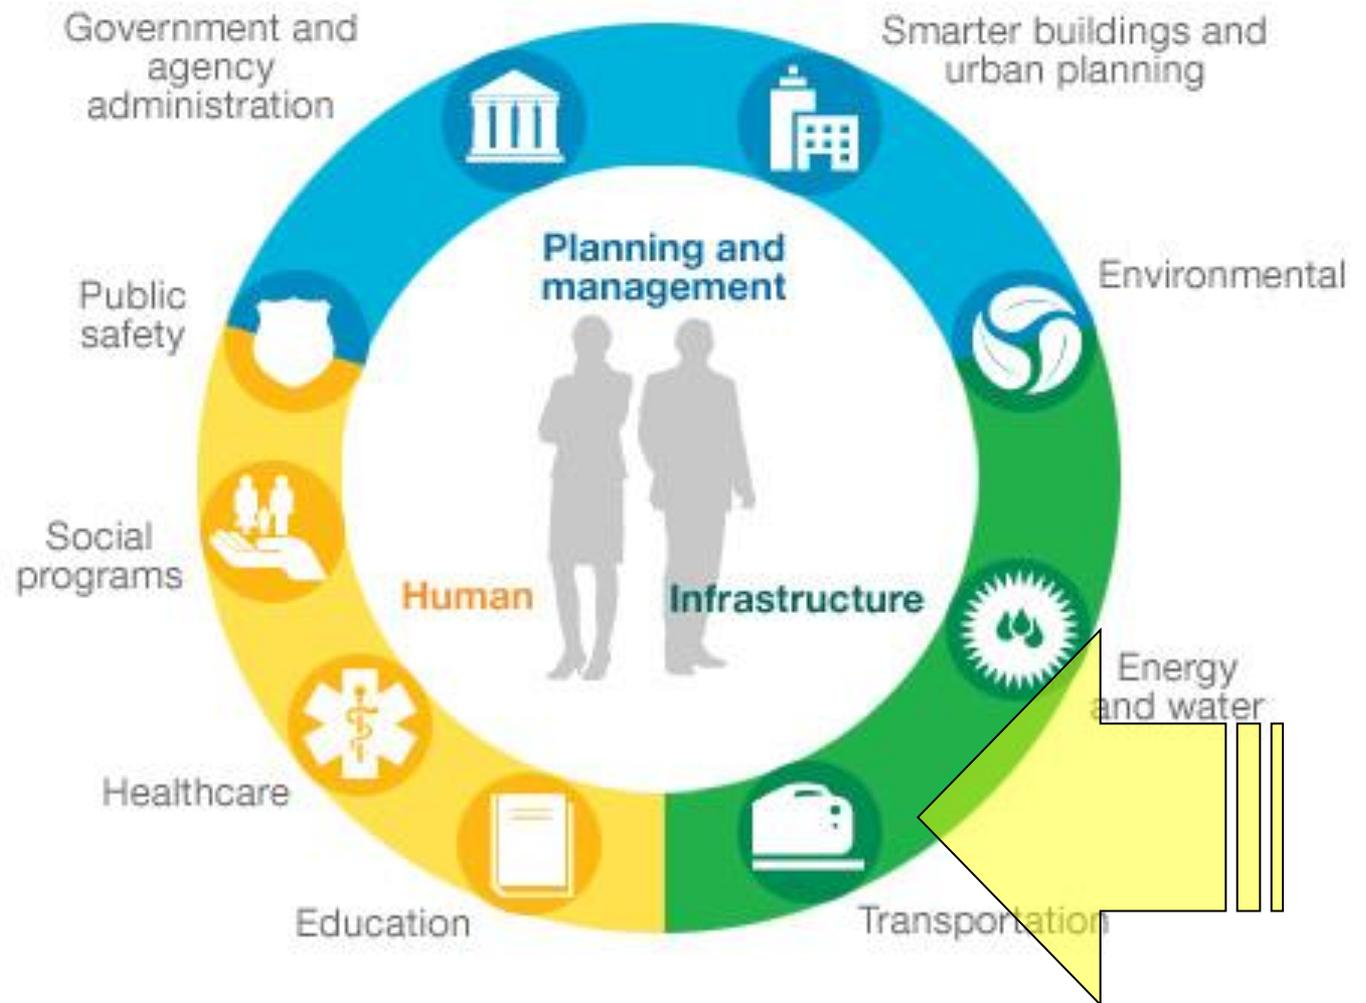 Government and
agency
administration
Smarter buildings and
urban planning
Planning and
management
Environmental
Public
safety
Social
programs
Human
Infrastructure
Energy
and water
Healthcare
Education
Transportation